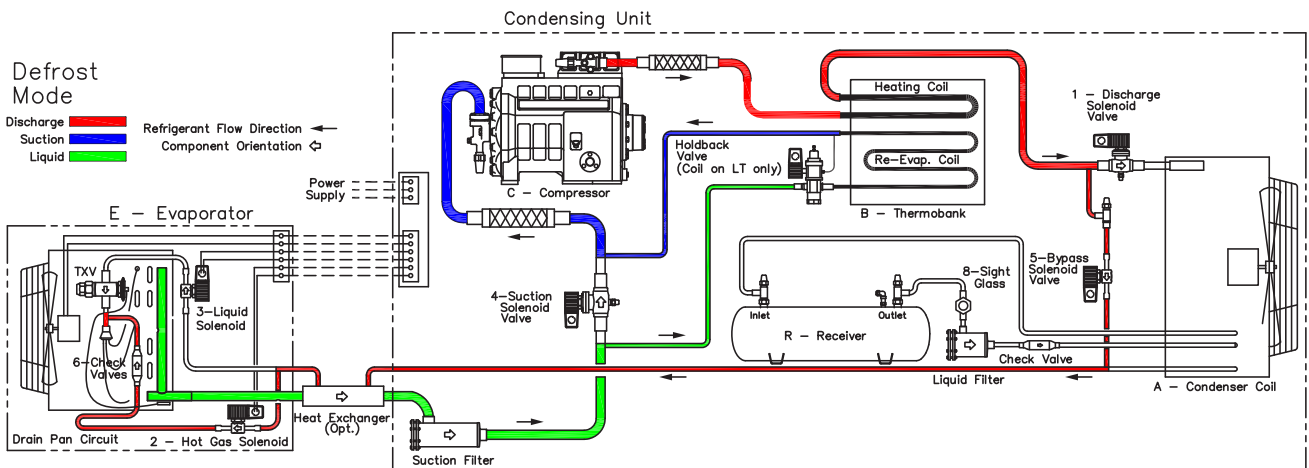 Condensing Unit
Defrost
Mode
Discharge
Suction
Liquid
Refrigerant Flow Direction
Component Orientation
Power
Supply
C - Compressor
Heating Coil
Re-Evap. Coil
B - Thermobank
Holdback
Valve
(Coil on LT only)
1 - Discharge
Solenoid
Valve
E - Evaporator
TXV
3-Liquid
Solenoid
6-Check
Valves
Drain Pan Circuit
2 - Hot Gas Solenoid
Heat Exchanger
(Opt.)
Suction Filter
4-Suction
Solenoid
Valve
Inlet
Outlet
R - Receiver
8-Sight
Glass
Liquid Filter
Check Valve
5-Bypass
Solenoid
Valve
A - Condenser Coil